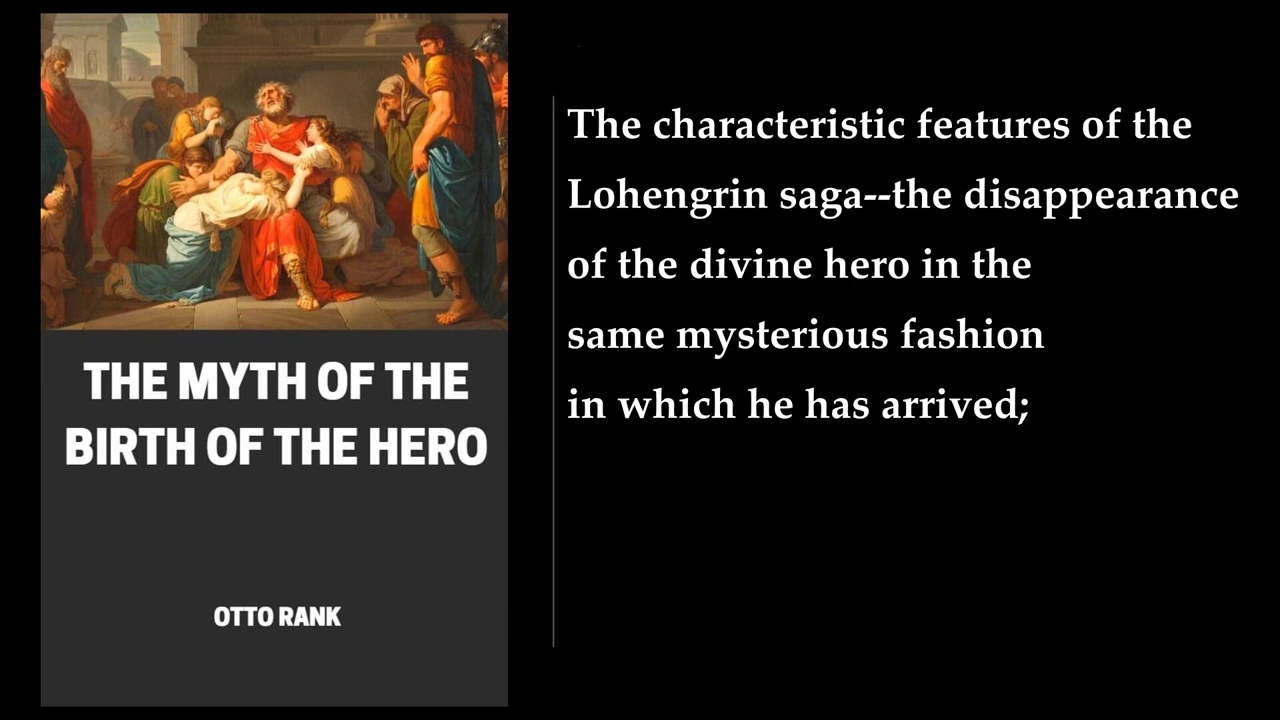 THE MYTH OF THE
BIRTH OF THE HERO
OTTO RANK
The characteristic features of the
Lohengrin saga--the disappearance
of the divine hero in the
same mysterious fashion
in which he has arrived;